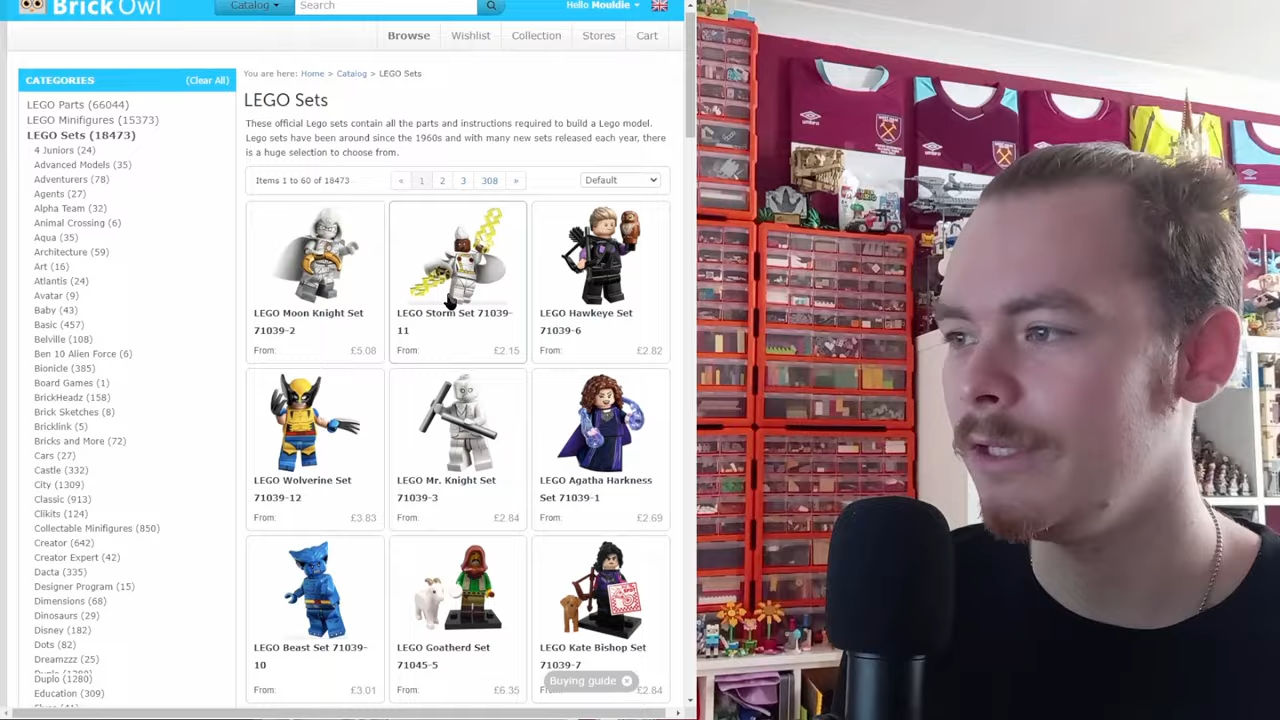 Brick Owl
Catalog
Search
Hello Mouldie
Browse
Wishlist
Collection
Stores
Cart
CATEGORIES
(Clear All)
LEGO Parts (66044)
LEGO Minifigures (15373)
LEGO Sets (18473)
4 Juniors (24)
Advanced Models (35)
Adventurers (78)
Agents (27)
Alpha Team (32)
Animal Crossing (6)
Aqua (35)
Architecture (59)
Art (16)
Atlantis (24)
Avatar (9)
Baby (43)
Basic (457)
Belville (108)
Ben 10 Alien Force (6)
Bionicle (385)
Board Games (1)
BrickHeadz (158)
Brick Sketches (8)
Bricklink (5)
Bricks and More (72)
Cars (27)
Castle (332)
City (1309)
Classic (913)
Clikits (124)
Collectable Minifigures (850)
Creator (642)
Creator Expert (42)
Dacta (335)
Designer Program (15)
Dimensions (68)
Dinosaurs (29)
Disney (182)
Dots (82)
Dreamzzz (25)
Duplo (1280)
Education (309)
You are here: Home > Catalog > LEGO Sets
LEGO Sets
These official Lego sets contain all the parts and instructions required to build a Lego model.
Lego sets have been around since the 1960s and with many new sets released each year, there
is a huge selection to choose from.
Items 1 to 60 of 18473
« 1 2 3 308 »
Default
LEGO Moon Knight Set
71039-2
From: £5.08
LEGO Storm Set 71039-
11
From: £2.15
LEGO Hawkeye Set
71039-6
From: £2.82
LEGO Wolverine Set
71039-12
From: £3.83
LEGO Mr. Knight Set
71039-3
From: £2.84
LEGO Agatha Harkness
Set 71039-1
From: £2.69
LEGO Beast Set 71039-
10
From: £3.01
LEGO Goatherd Set
71045-5
From: £6.35
LEGO Kate Bishop Set
71039-7
£2.84
Buying guide
umbro
umbro